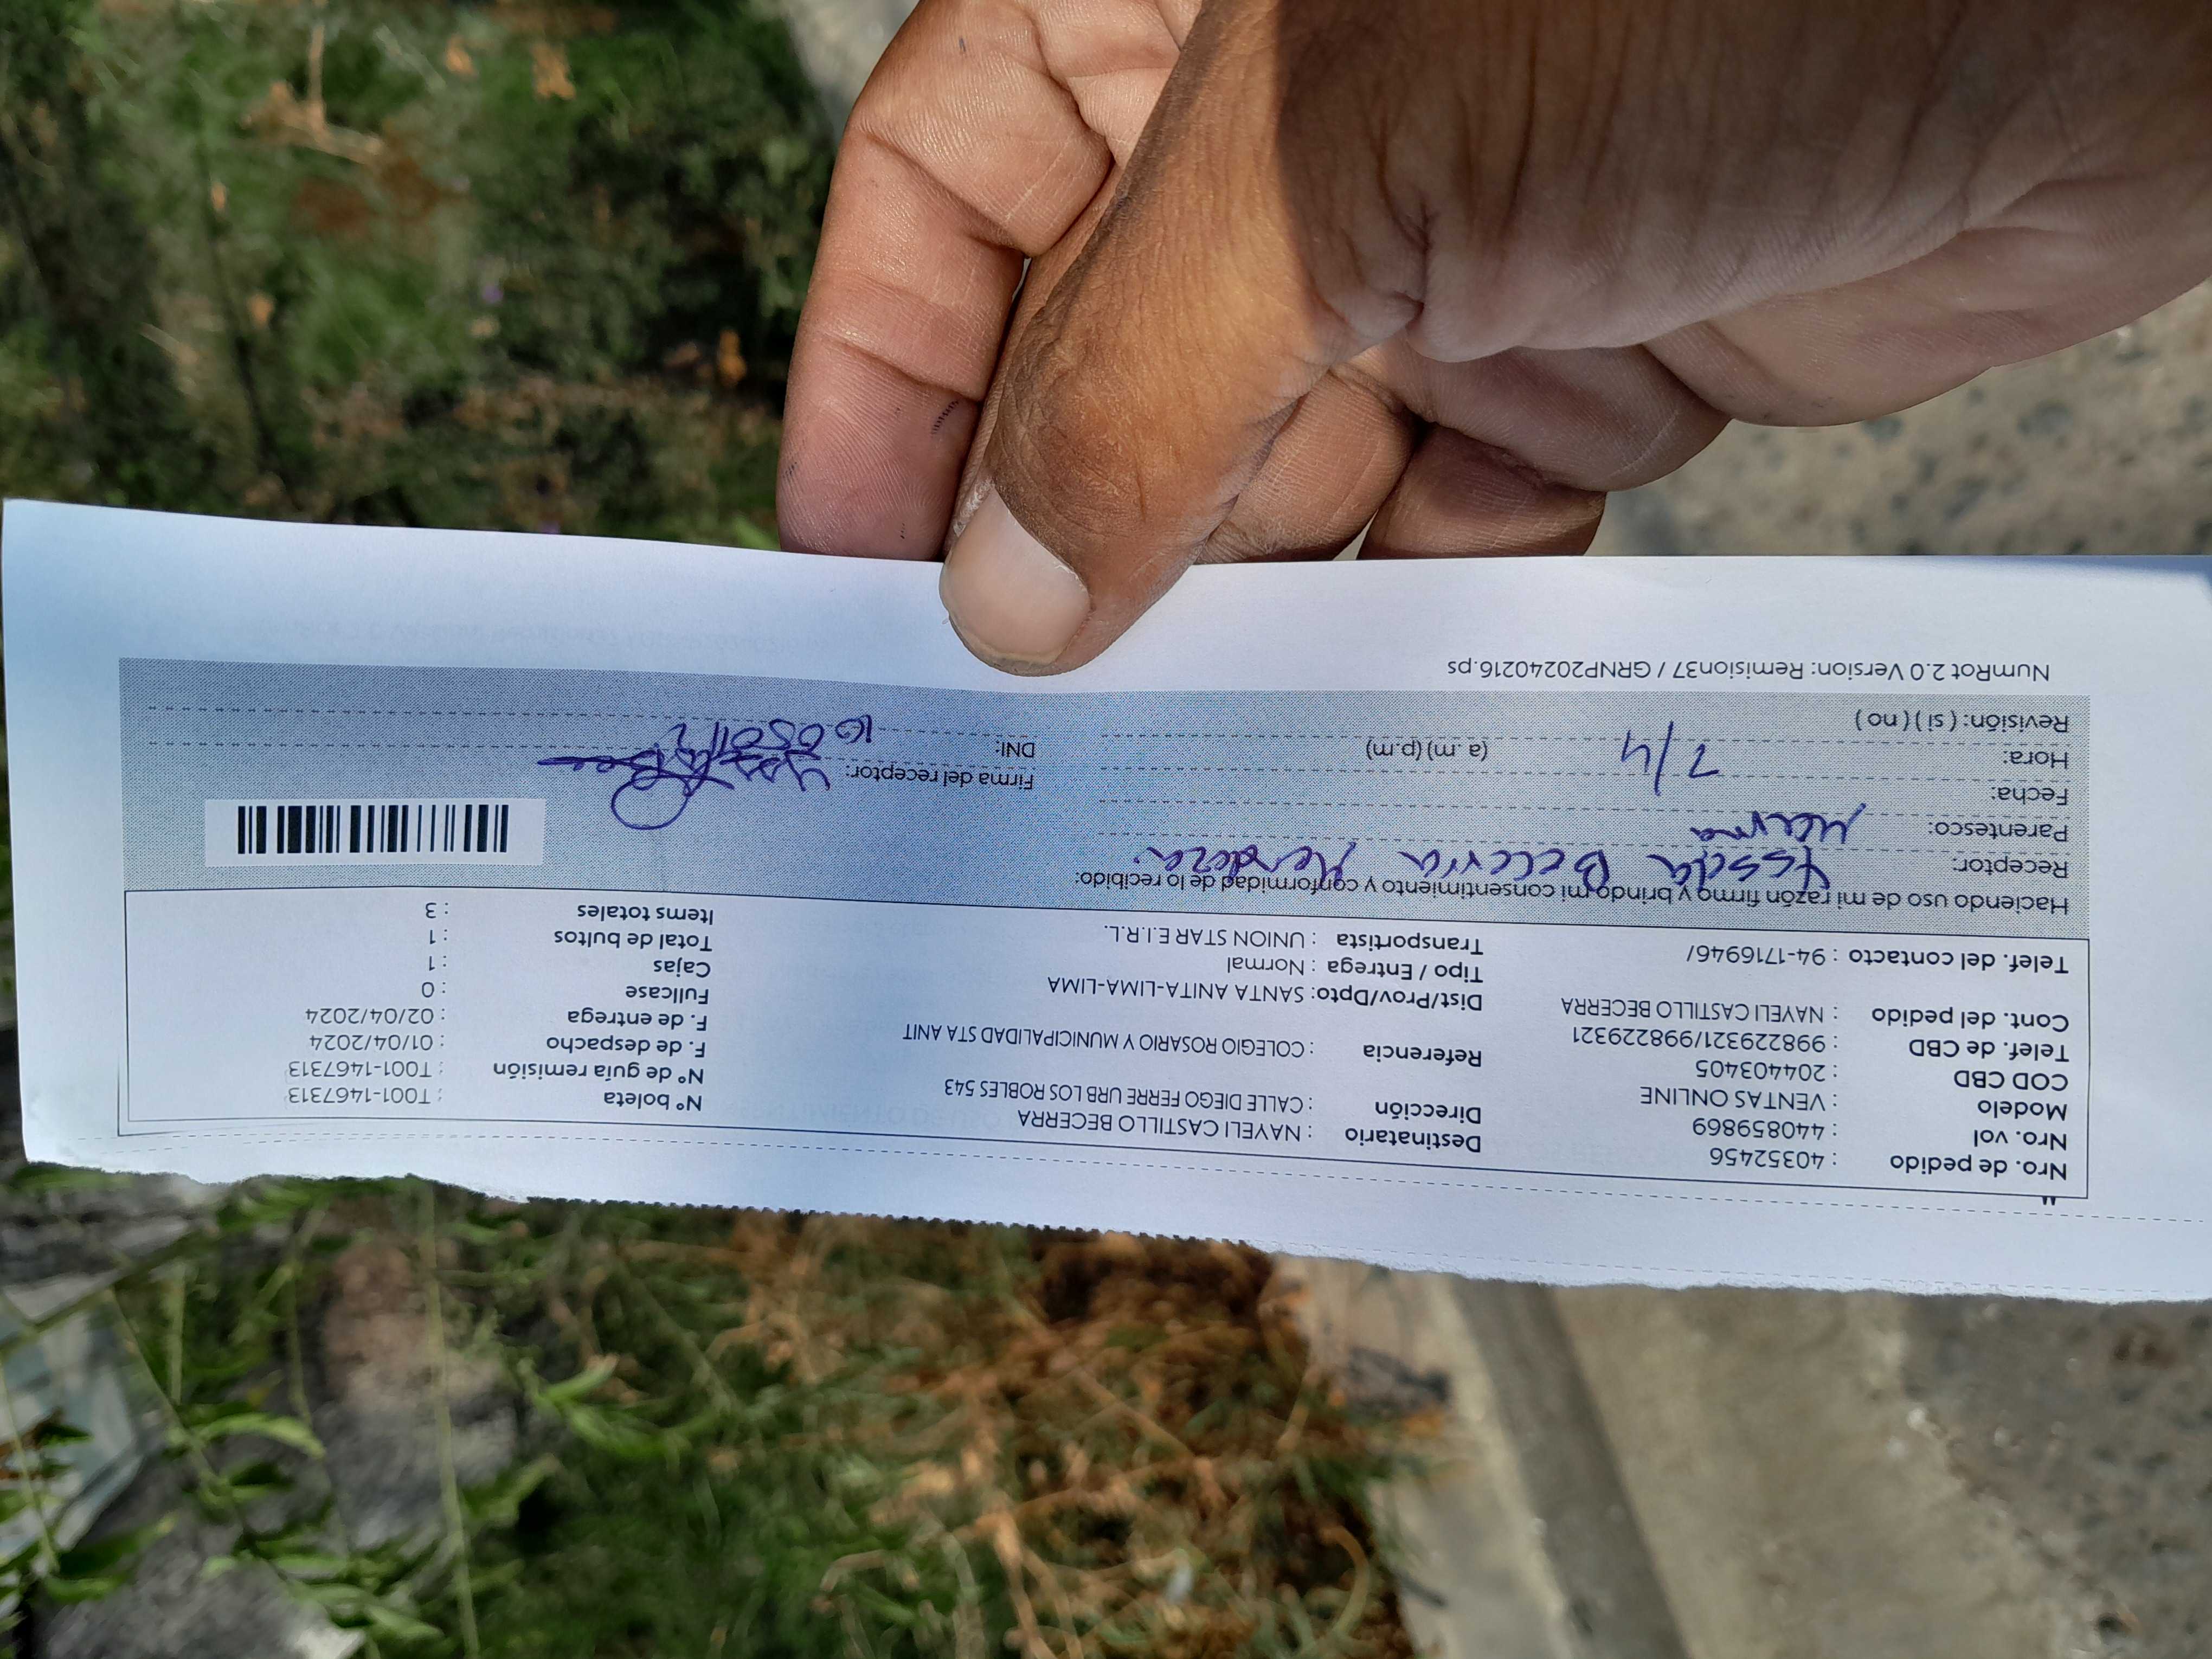 Nro. de pedido : 40352456
Nro. vol : 440859869
Modelo : VENTAS ONLINE
COD CBD : 204403405
Telef. de CBD : 998229321/998229321
Cont. del pedido : NAYELI CASTILLO BECERRA
Telef. del contacto : 94-1716946/
Destinatario : NAYELI CASTILLO BECERRA
Dirección : CALLE DIEGO FERRE URB LOS ROBLES 543
Referencia : COLEGIO ROSARIO Y MUNICIPALIDAD STA ANIT
Dist/Prov/Dpto: SANTA ANITA-LIMA-LIMA
Tipo / Entrega : Normal
Transportista : UNION STAR E.I.R.L.
N° boleta : T001-1467313
N° de guía remisión : T001-1467313
F. de despacho : 01/04/2024
F. de entrega : 02/04/2024
Fullcase : 0
Cajas : 1
Total de bultos : 1
Items totales : 3
Haciendo uso de mi razón firmo y brindo mi consentimiento y conformidad de lo recibido:
Receptor: Becerra Mendoza
Parentesco: Mama
Fecha: 7/4
Hora: (a. m) (p.m)
Revisión: ( si ) ( no )
Firma del receptor:
DNI:
NumRot 2.0 Version: Remision37 / GRNP20240216.ps